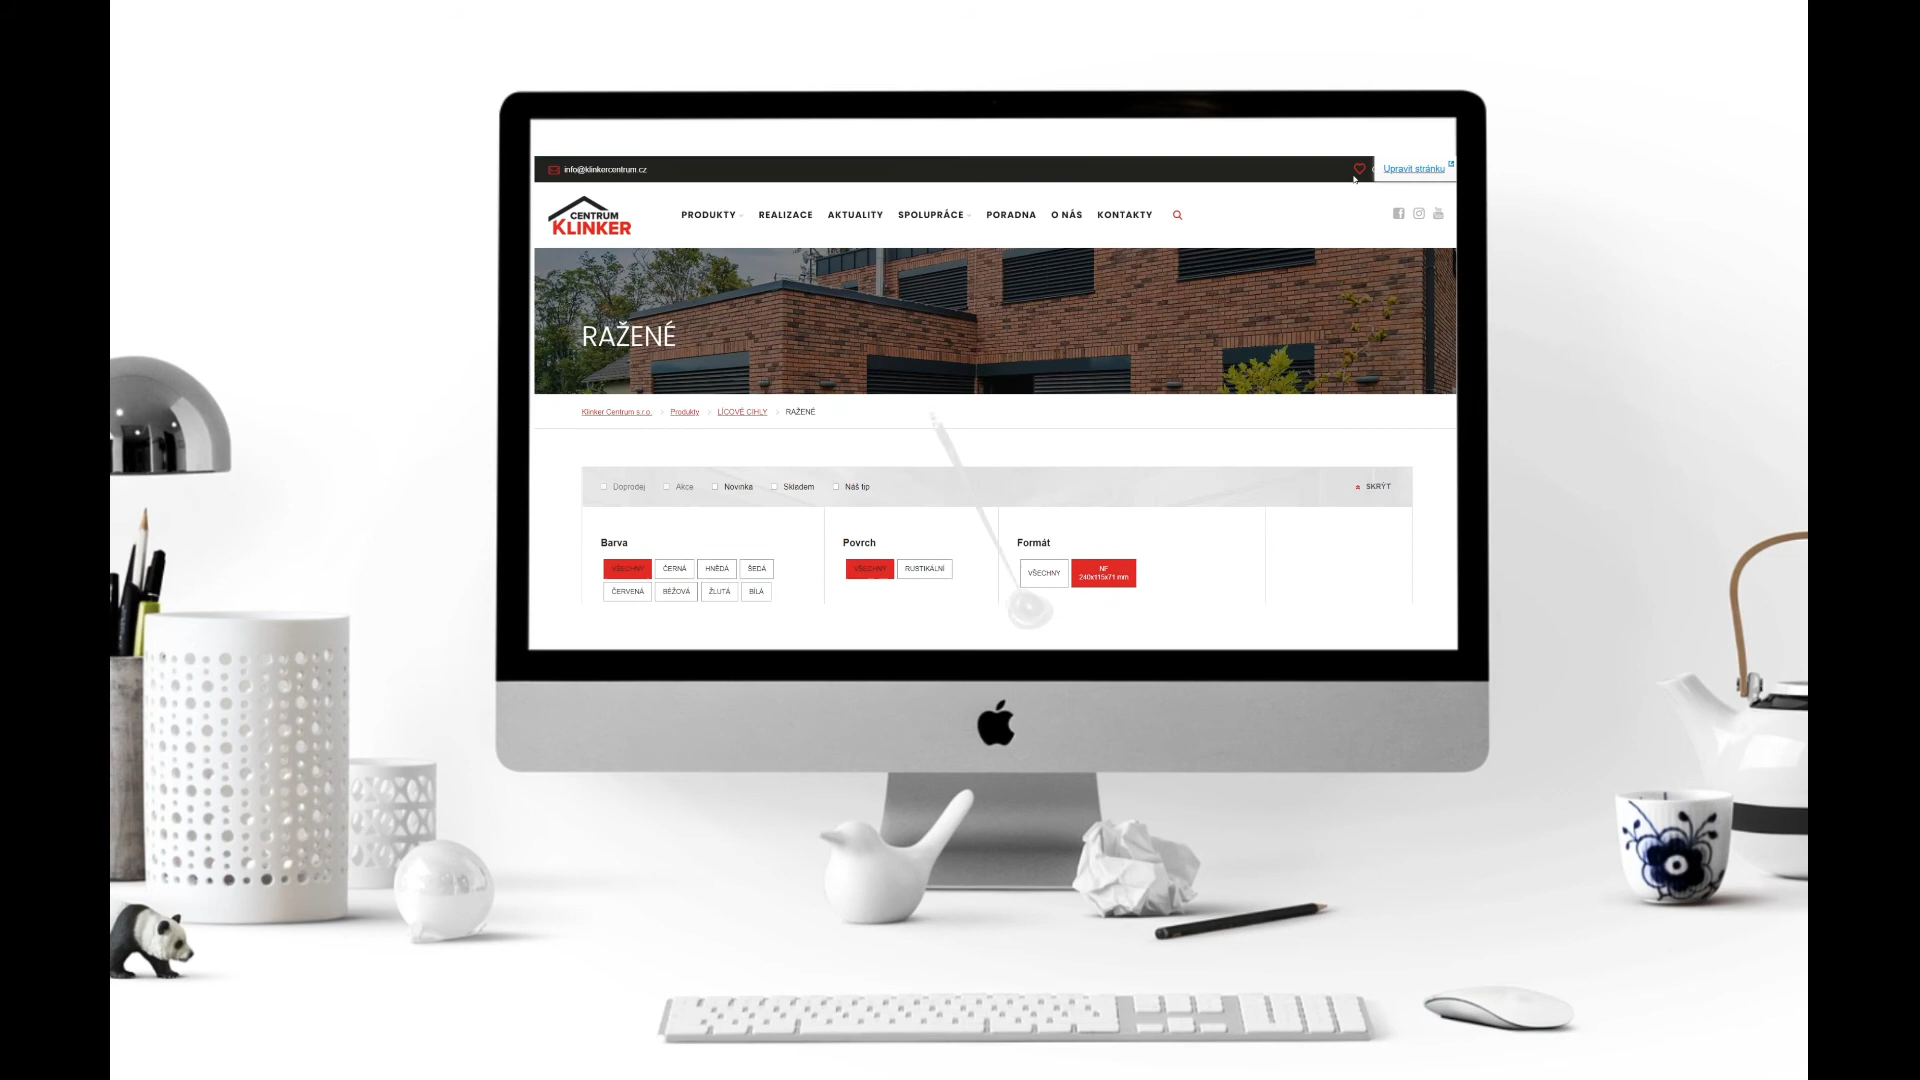 info@klinkercentrum.cz
Upravit stránku
CENTRUM
KLINKER
PRODUKTY
REALIZACE
AKTUALITY
SPOLUPRÁCE
PORADNA
O NÁS
KONTAKTY
RAŽENÉ
Klinker Centrum s.r.o. > Produkty > LÍCOVÉ CIHLY > RAŽENÉ
Doprodej
Akce
Novinka
Skladem
Náš tip
SKRÝT
Barva
VŠECHNY
ČERNÁ
HNĚDÁ
ŠEDÁ
ČERVENÁ
BÉŽOVÁ
ŽLUTÁ
BÍLÁ
Povrch
VŠECHNY
RUSTIKÁLNÍ
Formát
VŠECHNY
NF
240x115x71 mm